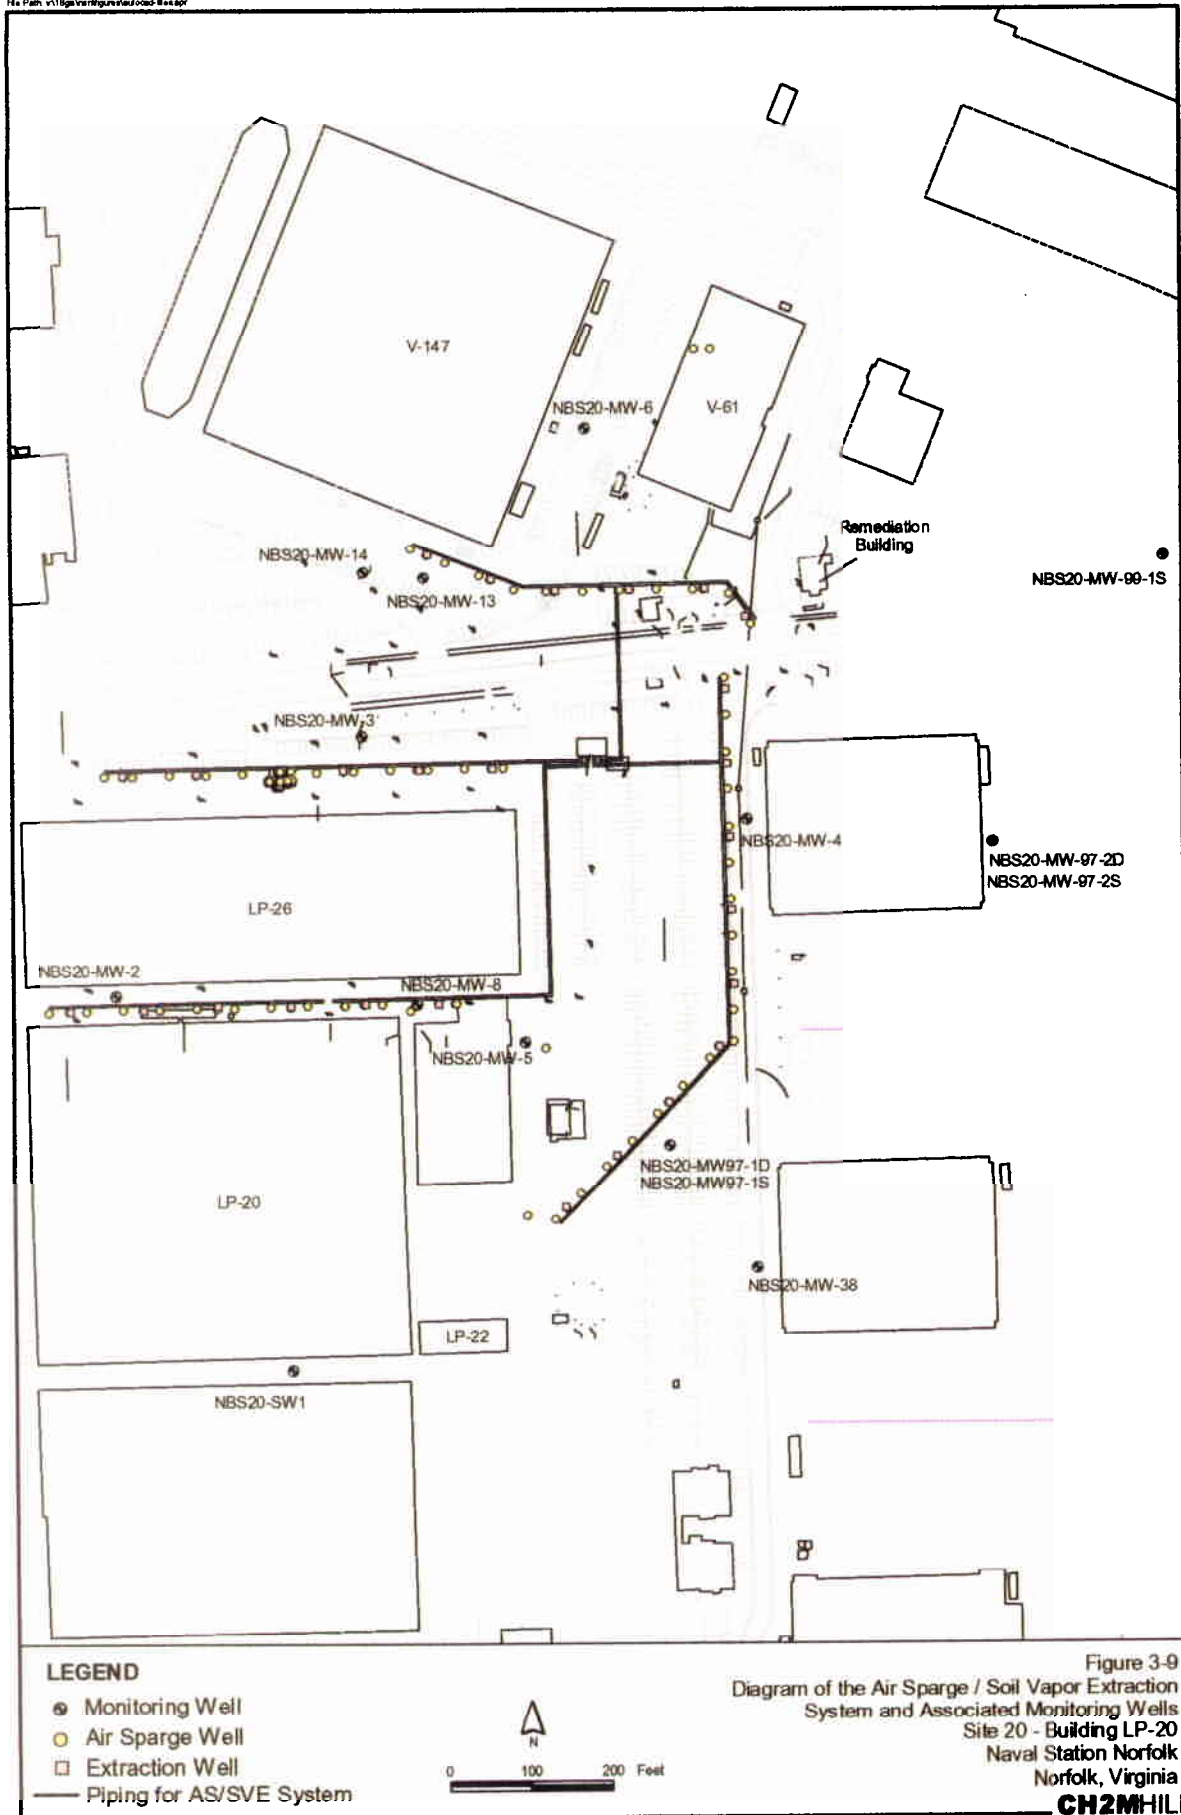 V-147
NBS20-MW-6
V-61
Remediation
Building
NBS20-MW-14
NBS20-MW-99-1S
NBS20-MW-13
NBS20-MW-3
NBS20-MW-4
NBS20-MW-97-2D
NBS20-MW-97-2S
LP-26
NBS20-MW-2
NBS20-MW-8
NBS20-MW-5
NBS20-MW97-1D
NBS20-MW97-1S
LP-20
NBS20-MW-38
LP-22
NBS20-SW1
LEGEND
Monitoring Well
Air Sparge Well
Extraction Well
Piping for AS/SVE System
N
0 100 200 Feet
Figure 3-9
Diagram of the Air Sparge / Soil Vapor Extraction
System and Associated Monitoring Wells
Site 20 - Building LP-20
Naval Station Norfolk
Norfolk, Virginia
CH2MHILL